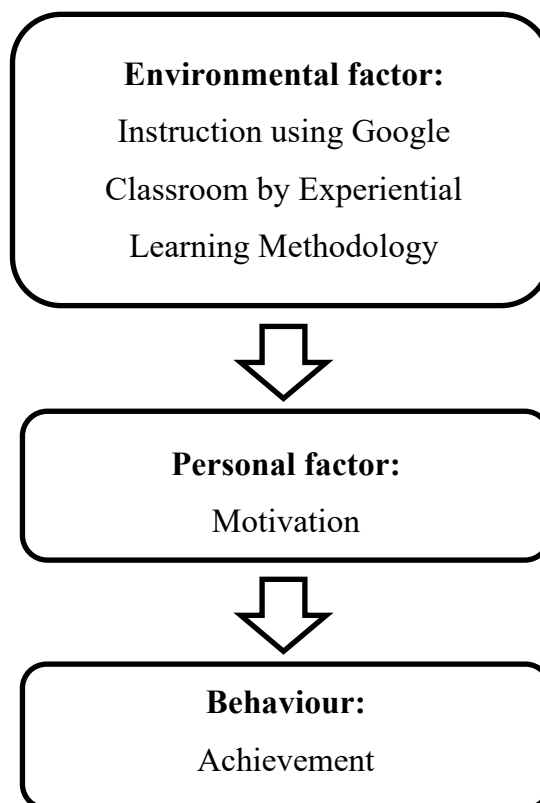 Environmental factor:
Instruction using Google
Classroom by Experiential
Learning Methodology
Personal factor:
Motivation
Behaviour:
Achievement